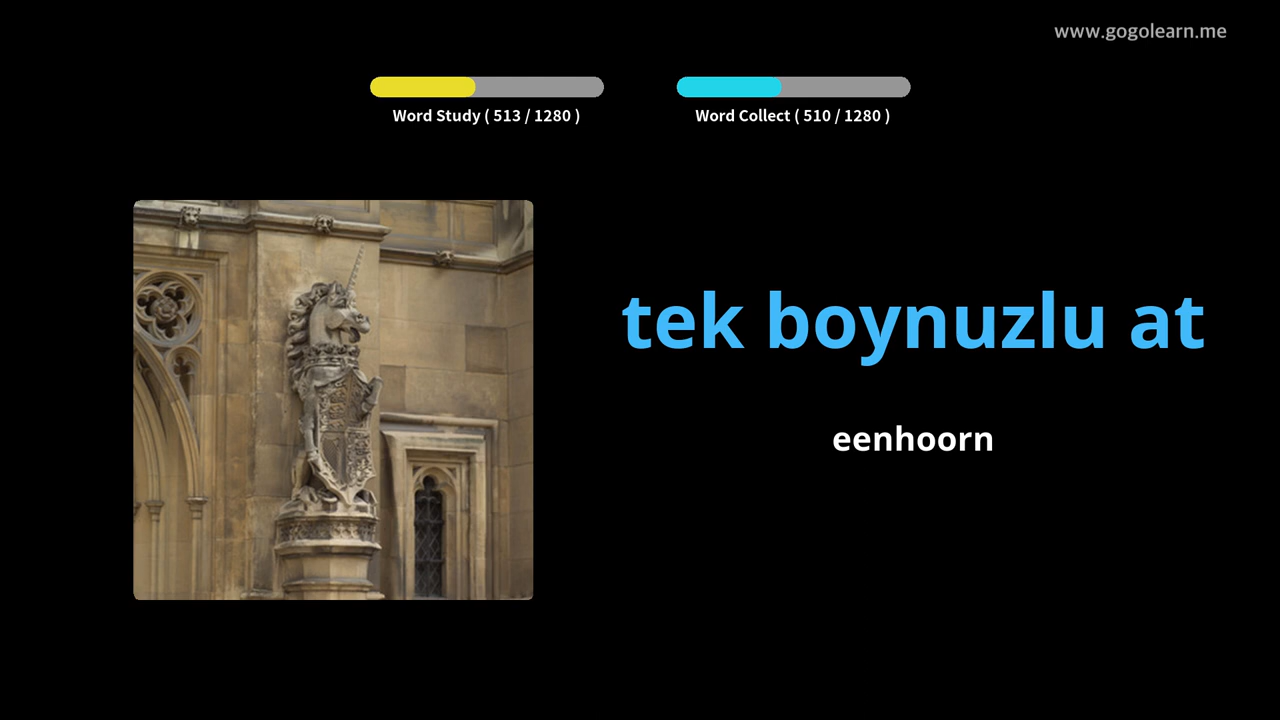 www.gogolearn.me
Word Study ( 513 / 1280 )
Word Collect ( 510 / 1280 )
tek boynuzlu at
eenhoorn